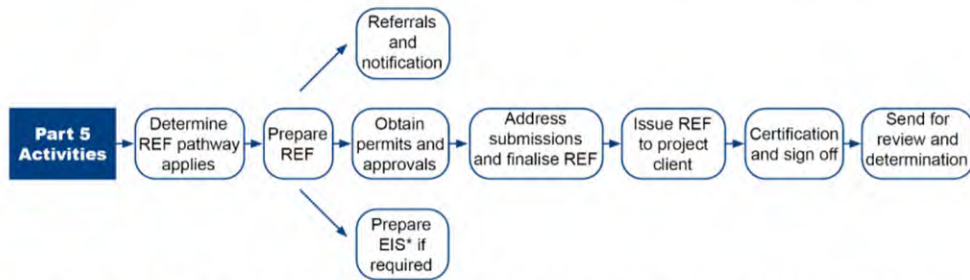 Part 5
Activities
Determine
REF pathway
applies
Prepare
REF
Referrals
and
notification
Obtain
permits and
approvals
Prepare
EIS* if
required
Address
submissions
and finalise REF
Issue REF
to project
client
Certification
and sign off
Send for
review and
determination